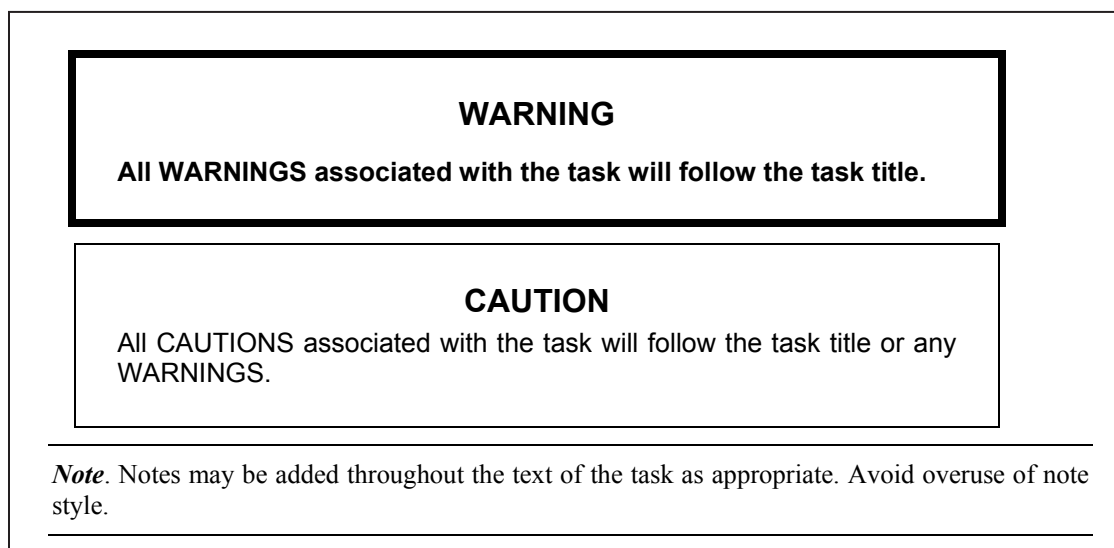 WARNING
All WARNINGS associated with the task will follow the task title.
CAUTION
All CAUTIONS associated with the task will follow the task title or any
WARNINGS.
Note. Notes may be added throughout the text of the task as appropriate. Avoid overuse of note
style.